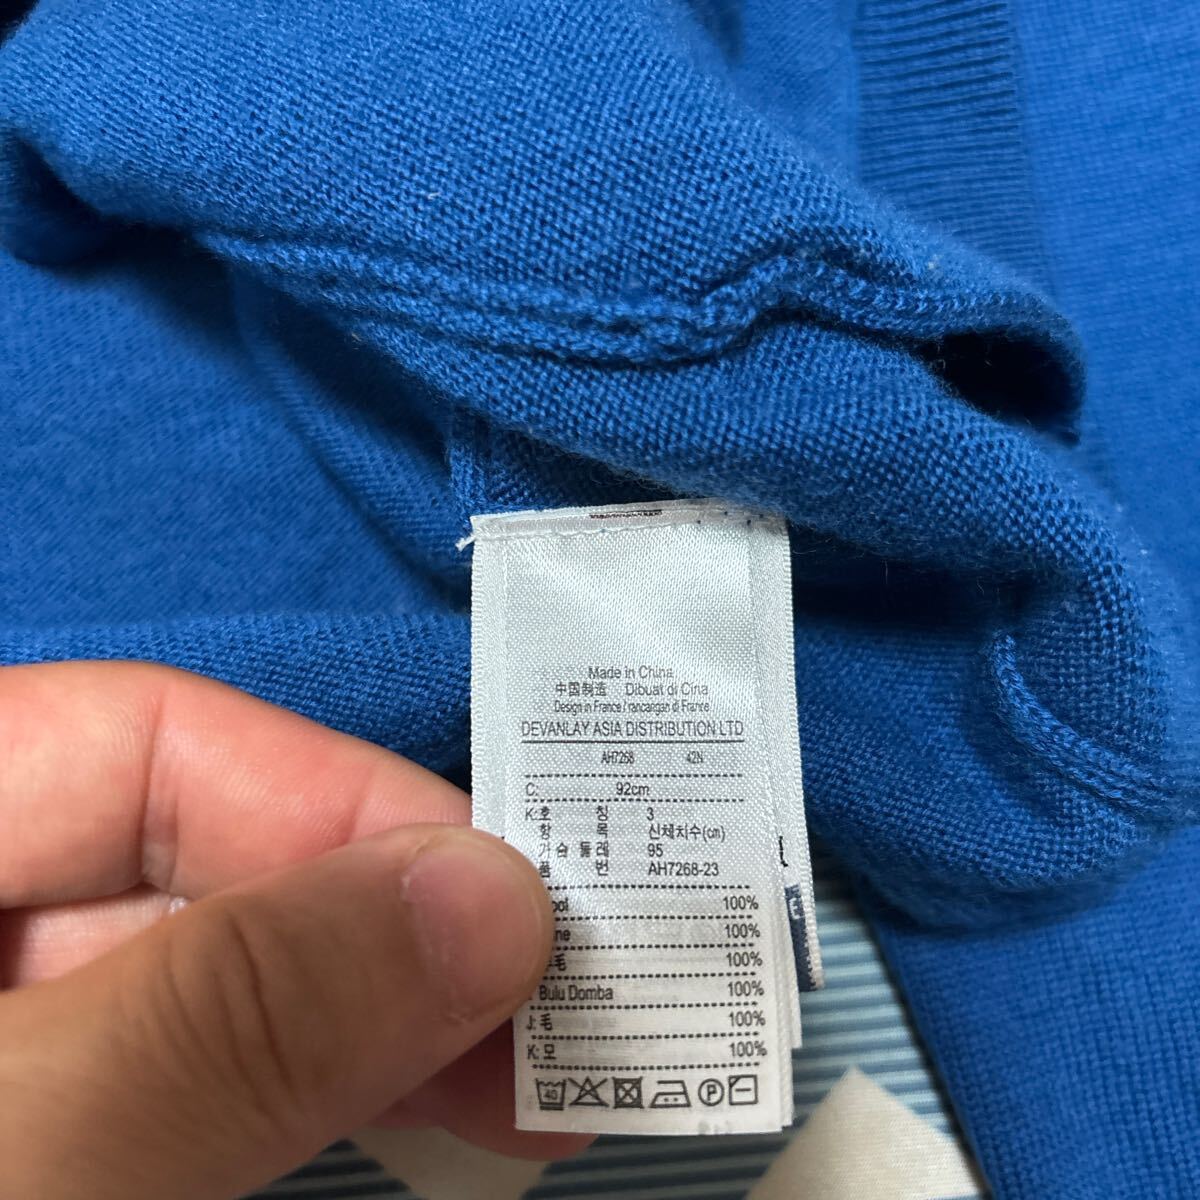 Made in China
中国制造 Dibuat di Cina
Design in France / rancangan di France
DEVANLAY ASIA DISTRIBUTION LTD
AH7268 42N
C: 92cm
K: 호 칭 3
항 목 신체치수(cm)
가 슴 둘 레 95
품 번 AH7268-23
100%
100%
毛 100%
Bulu Domba 100%
J: 毛 100%
K: 모 100%
40 P